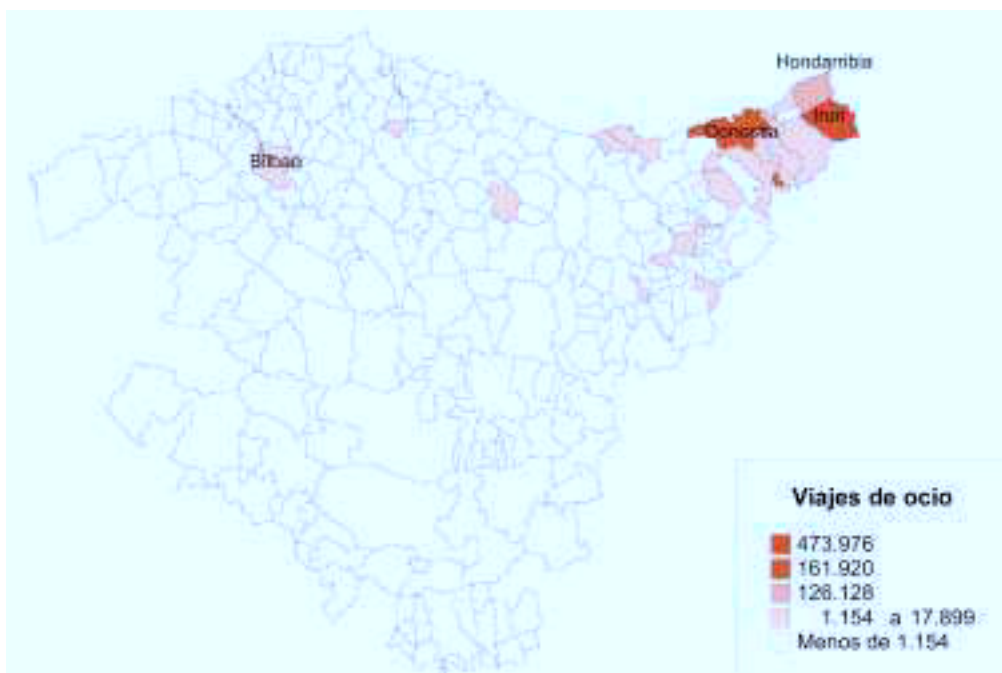 Hondarribia
Irun
Donostia
Bilbao
Viajes de ocio
473.976
161.920
126.128
1.154 a 17.899
Menos de 1.154